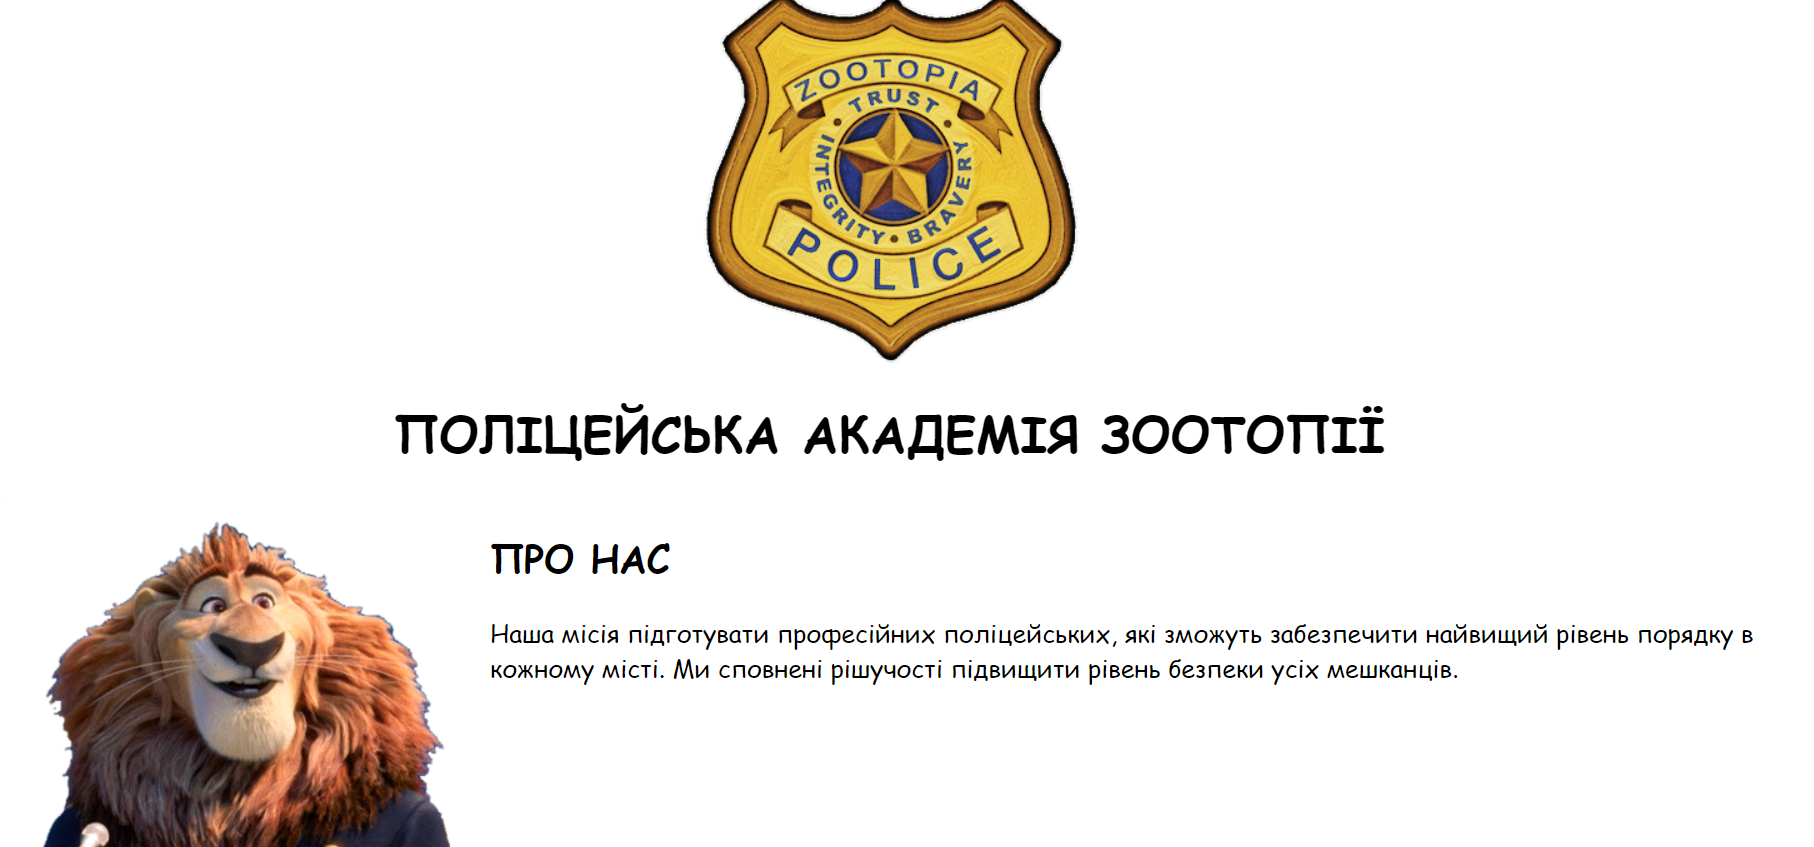 ZOOTOPIA
TRUST
INTEGRITY • BRAVERY
POLICE
ПОЛІЦЕЙСЬКА АКАДЕМІЯ ЗООТОПІЇ
ПРО НАС
Наша місія підготувати професійних поліцейських, які зможуть забезпечити найвищий рівень порядку в
кожному місті. Ми сповнені рішучості підвищити рівень безпеки усіх мешканців.